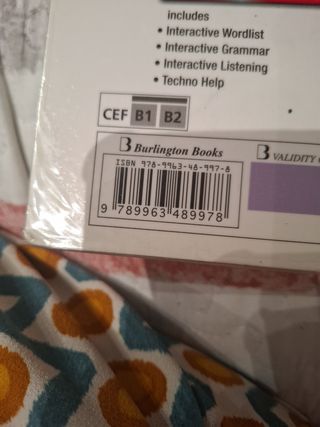 includes
• Interactive Wordlist
• Interactive Grammar
• Interactive Listening
• Techno Help
CEF B1 B2
B Burlington Books
B VALIDITY
ISBN 978-9963-48-997-8
9 789963 489978